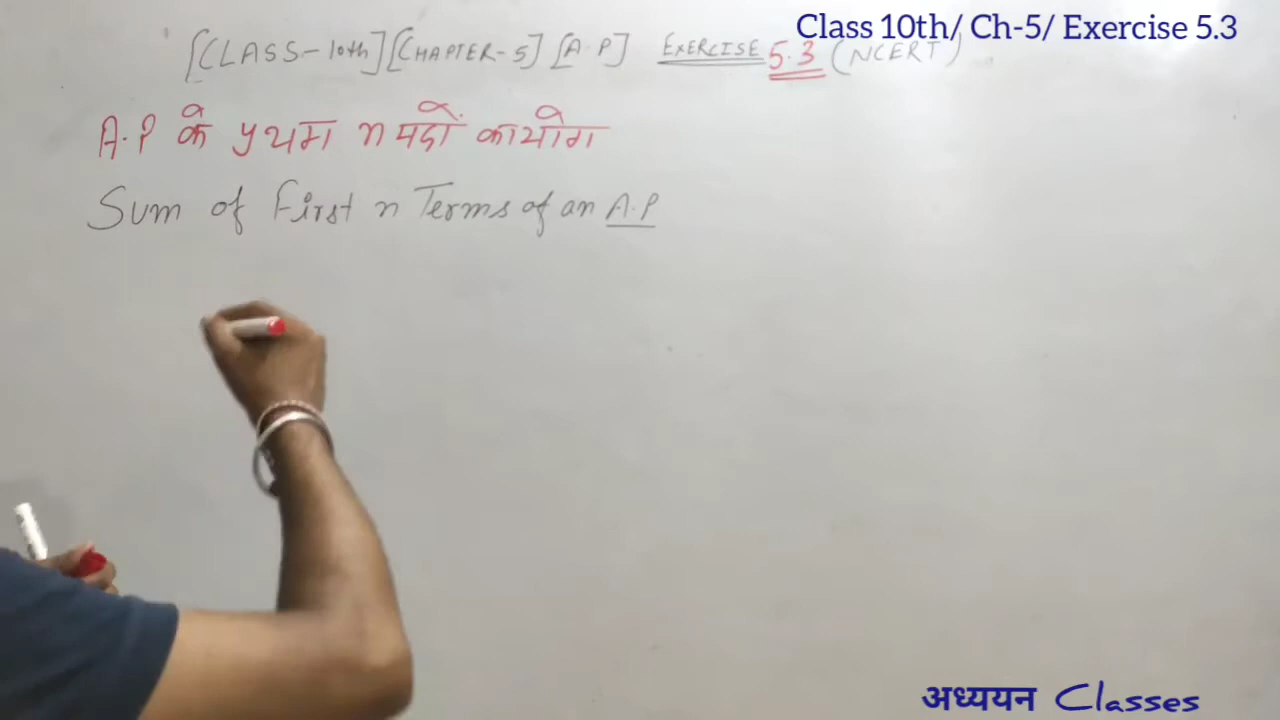 Class 10th/ Ch-5/ Exercise 5.3
[CLASS-10th][CHAPTER-5] [A.P] EXERCISE 5.3 (NCERT)
A.P के प्रथम n पदों का योग
Sum of First n Terms of an A.P
अध्ययन Classes